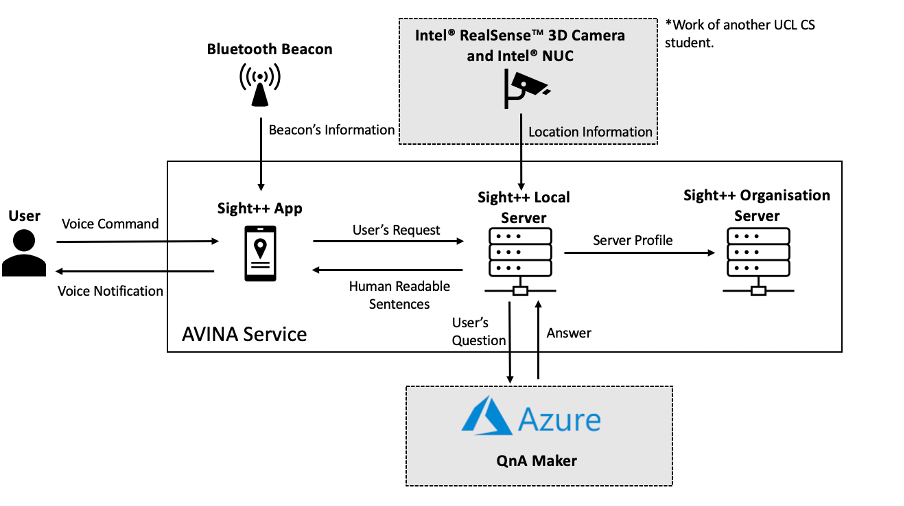 Bluetooth Beacon
Intel® RealSense™ 3D Camera
and Intel® NUC
*Work of another UCL CS
student.
Beacon's Information
Location Information
User
Voice Command
Voice Notification
Sight++ App
User's Request
Human Readable
Sentences
Sight++ Local
Server
Server Profile
Sight++ Organisation
Server
AVINA Service
User's
Question
Answer
Azure
QnA Maker